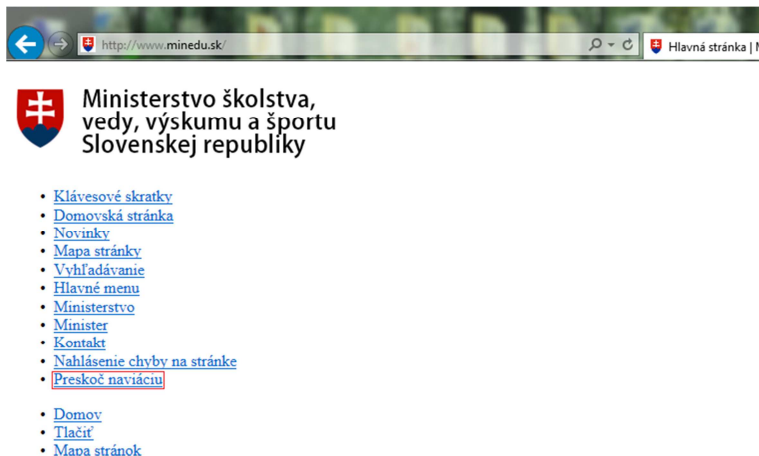 http://www.minedu.sk/
Hlavná stránka |
Ministerstvo školstva,
vedy, výskumu a športu
Slovenskej republiky
Klávesové skratky
Domovská stránka
Novinky
Mapa stránky
Vyhľadávanie
Hlavné menu
Ministerstvo
Minister
Kontakt
Nahlásenie chyby na stránke
Preskoč naviáciu
Domov
Tlačiť
Mapa stránok